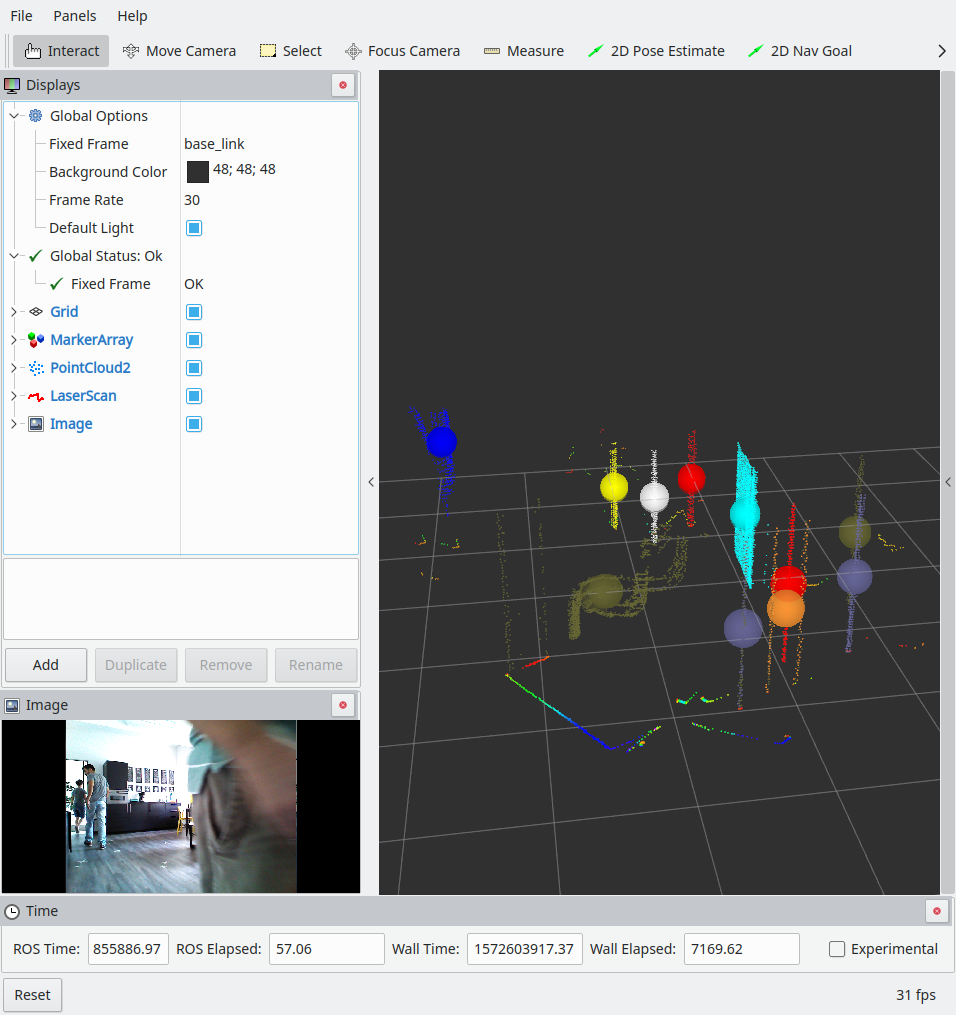 File Panels Help
Interact Move Camera Select Focus Camera Measure 2D Pose Estimate 2D Nav Goal
Displays
Global Options
Fixed Frame base_link
Background Color 48; 48; 48
Frame Rate 30
Default Light
Global Status: Ok
Fixed Frame OK
Grid
MarkerArray
PointCloud2
LaserScan
Image
Add Duplicate Remove Rename
Image
Time
ROS Time: 855886.97 ROS Elapsed: 57.06 Wall Time: 1572603917.37 Wall Elapsed: 7169.62 Experimental
Reset 31 fps